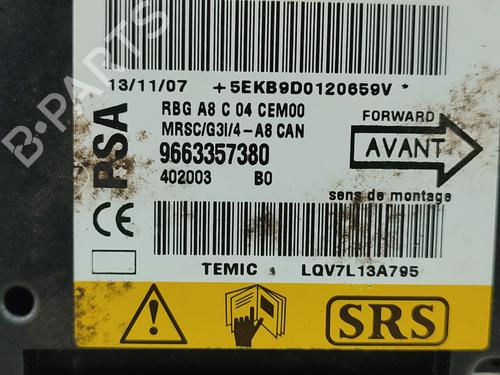 B-PARTS
13/11/07 +5EKB9D0120659V *
RBG A8 C 04 CEM00
MRSC/G3I/4-A8 CAN
9663357380
402003 B0
PSA
CE
FORWARD
AVANT
sens de montage
TEMIC LQV7L13A795
SRS